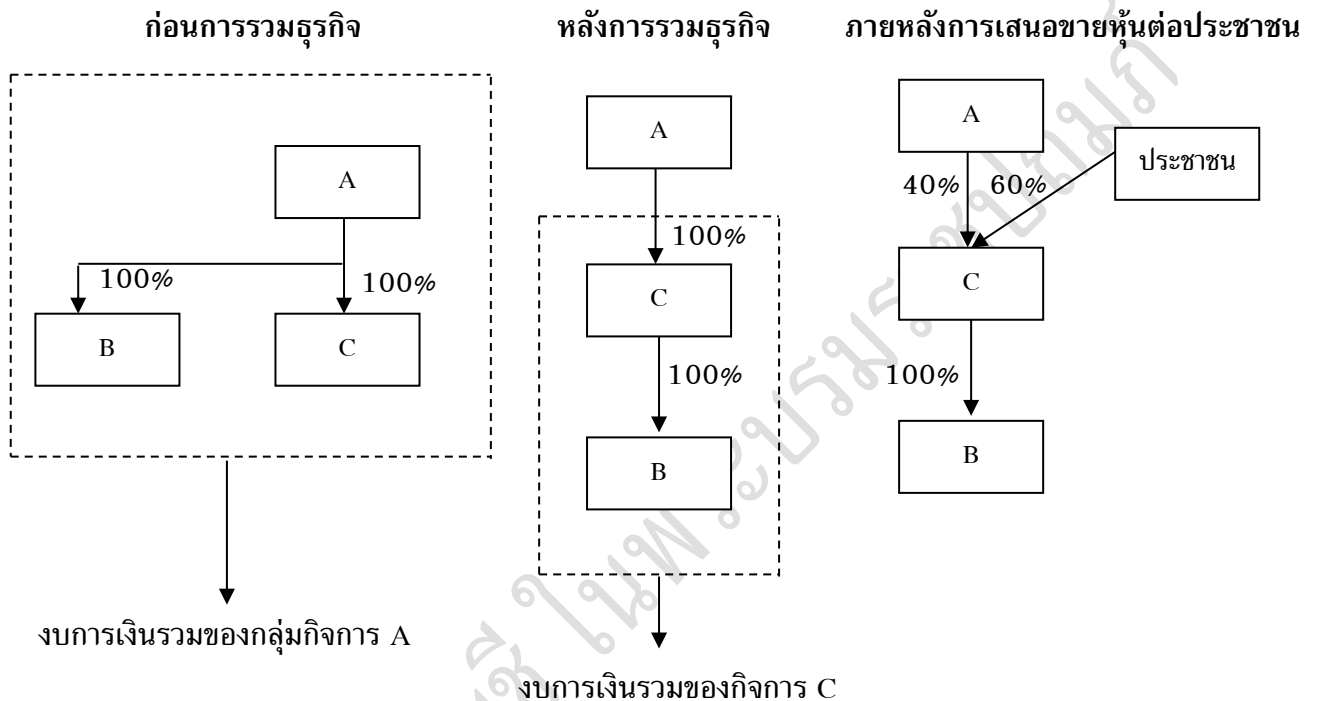 ก่อนการรวมธุรกิจ
A
100%
100%
B
C
งบการเงินรวมของกลุ่มกิจการ A
หลังการรวมธุรกิจ
A
100%
C
100%
B
งบการเงินรวมของกิจการ C
ภายหลังการเสนอขายหุ้นต่อประชาชน
A
ประชาชน
40%
60%
C
100%
B